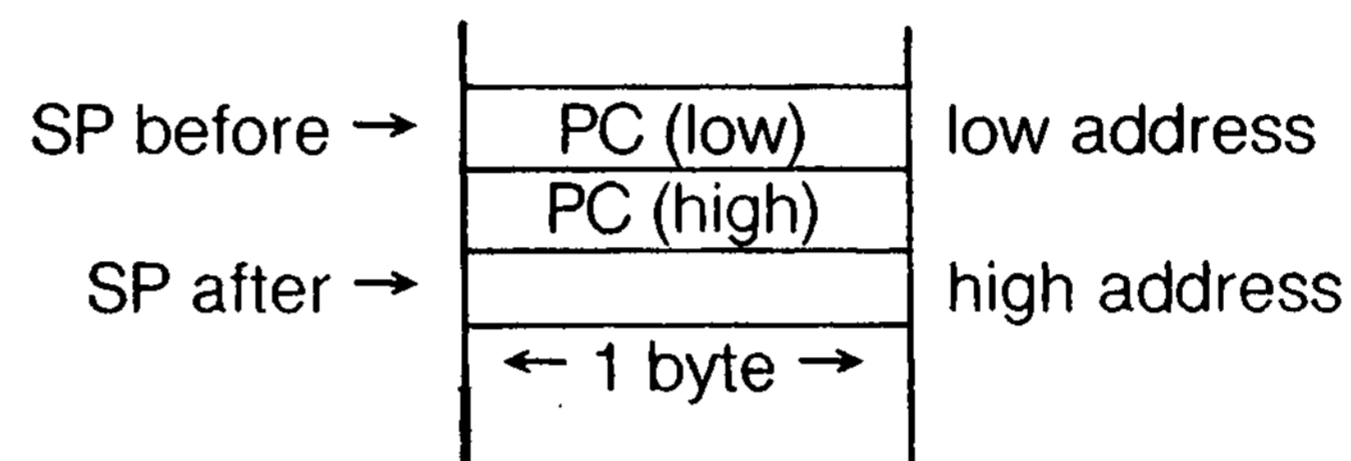 SP before → PC (low) low address
PC (high)
SP after → high address
← 1 byte →